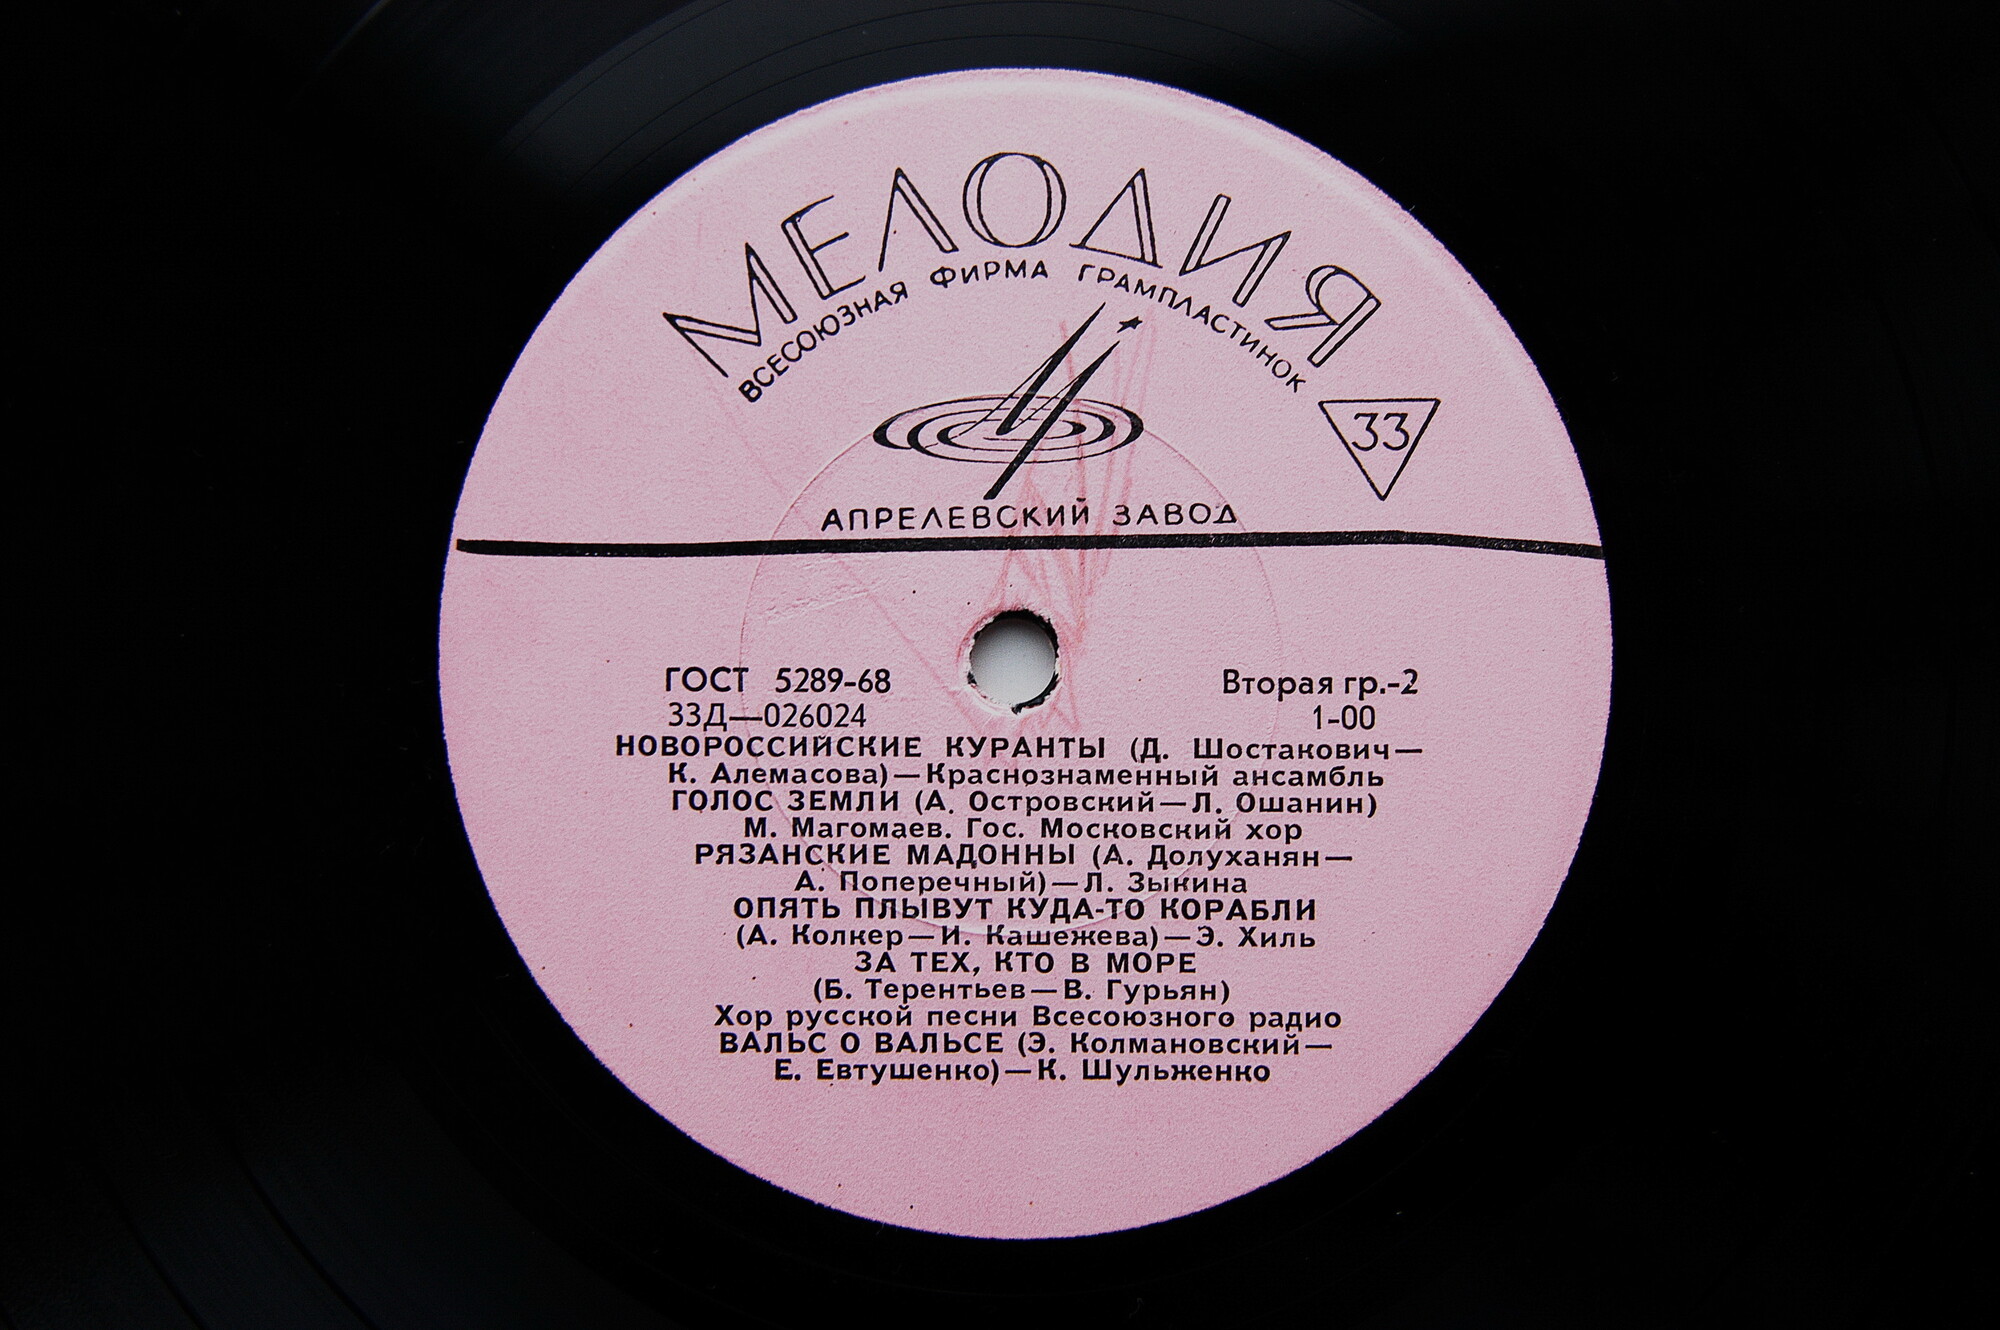 МЕЛОДИЯ
ВСЕСОЮЗНАЯ ФИРМА ГРАМПЛАСТИНОК
33
АПРЕЛЕВСКИЙ ЗАВОД
ГОСТ 5289-68
Вторая гр.-2
33Д—026024
1-00
НОВОРОССИЙСКИЕ КУРАНТЫ (Д. Шостакович—
К. Алемасова)—Краснознаменный ансамбль
ГОЛОС ЗЕМЛИ (А. Островский—Л. Ошанин)
М. Магомаев. Гос. Московский хор
РЯЗАНСКИЕ МАДОННЫ (А. Долуханян—
А. Поперечный)—Л. Зыкина
ОПЯТЬ ПЛЫВУТ КУДА-ТО КОРАБЛИ
(А. Колкер—И. Кашежева)—Э. Хиль
ЗА ТЕХ, КТО В МОРЕ
(Б. Терентьев—В. Гурьян)
Хор русской песни Всесоюзного радио
ВАЛЬС О ВАЛЬСЕ (Э. Колмановский—
Е. Евтушенко)—К. Шульженко